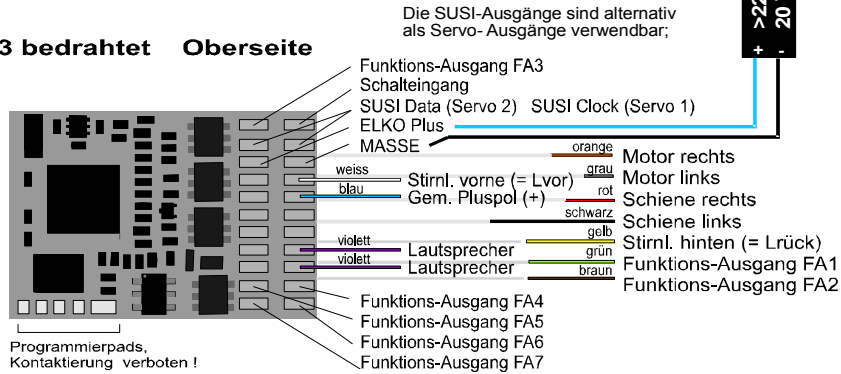 Die SUSI-Ausgänge sind alternativ
als Servo- Ausgänge verwendbar;
>22
20
+ -
3 bedrahtet Oberseite
Funktions-Ausgang FA3
Schalteingang
SUSI Data (Servo 2) SUSI Clock (Servo 1)
ELKO Plus
MASSE
orange Motor rechts
weiss Stirnl. vorne (= Lvor)
grau Motor links
blau Gem. Pluspol (+)
rot Schiene rechts
schwarz Schiene links
gelb Stirnl. hinten (= Lrück)
violett Lautsprecher
grün Funktions-Ausgang FA1
violett Lautsprecher
braun Funktions-Ausgang FA2
Funktions-Ausgang FA4
Funktions-Ausgang FA5
Funktions-Ausgang FA6
Funktions-Ausgang FA7
Programmierpads,
Kontaktierung verboten !